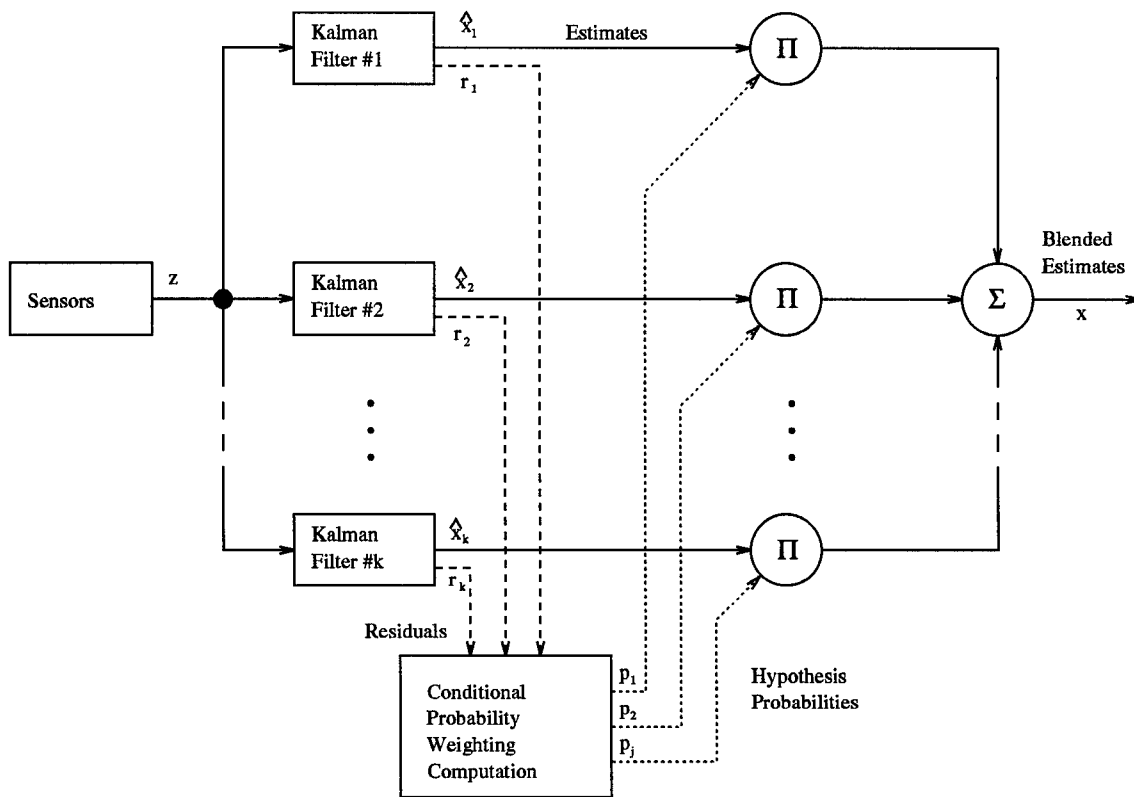 Kalman
Filter #1
x̂₁
Estimates
Π
r₁
Blended
Estimates
Sensors
z
Kalman
Filter #2
x̂₂
Π
Σ
x
r₂
Kalman
Filter #k
x̂ₖ
Π
rₖ
Residuals
Conditional
Probability
Weighting
Computation
p₁
p₂
pⱼ
Hypothesis
Probabilities